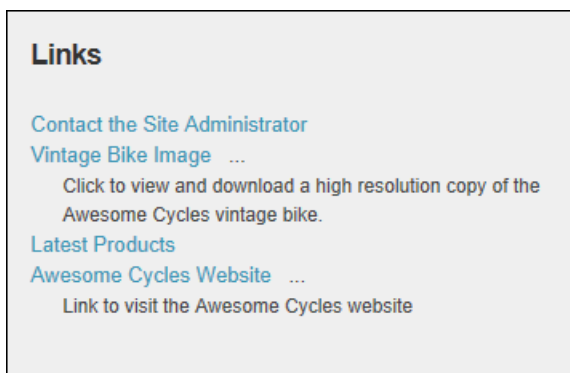 Links
Contact the Site Administrator
Vintage Bike Image ...
Click to view and download a high resolution copy of the
Awesome Cycles vintage bike.
Latest Products
Awesome Cycles Website ...
Link to visit the Awesome Cycles website